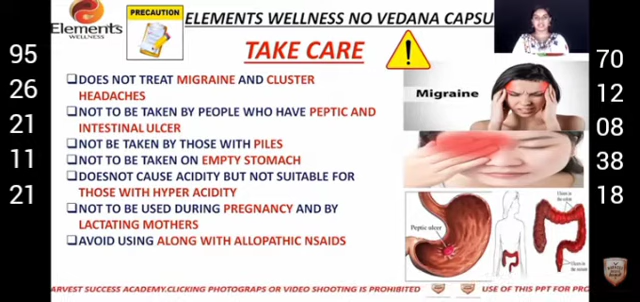 Elements
WELLNESS
PRECAUTION
ELEMENTS WELLNESS NO VEDANA CAPSU
TAKE CARE
95
26
21
11
21
DOES NOT TREAT MIGRAINE AND CLUSTER
HEADACHES
NOT TO BE TAKEN BY PEOPLE WHO HAVE PEPTIC AND
INTESTINAL ULCER
NOT BE TAKEN BY THOSE WITH PILES
NOT TO BE TAKEN ON EMPTY STOMACH
DOESNOT CAUSE ACIDITY BUT NOT SUITABLE FOR
THOSE WITH HYPER ACIDITY
NOT TO BE USED DURING PREGNANCY AND BY
LACTATING MOTHERS
AVOID USING ALONG WITH ALLOPATHIC NSAIDS
Migraine
Peptic ulcer
70
12
08
38
18
ARVEST SUCCESS ACADEMY.CLICKING PHOTOGRAPS OR VIDEO SHOOTING IS PROHIBITED
USE OF THIS PPT FOR PRO